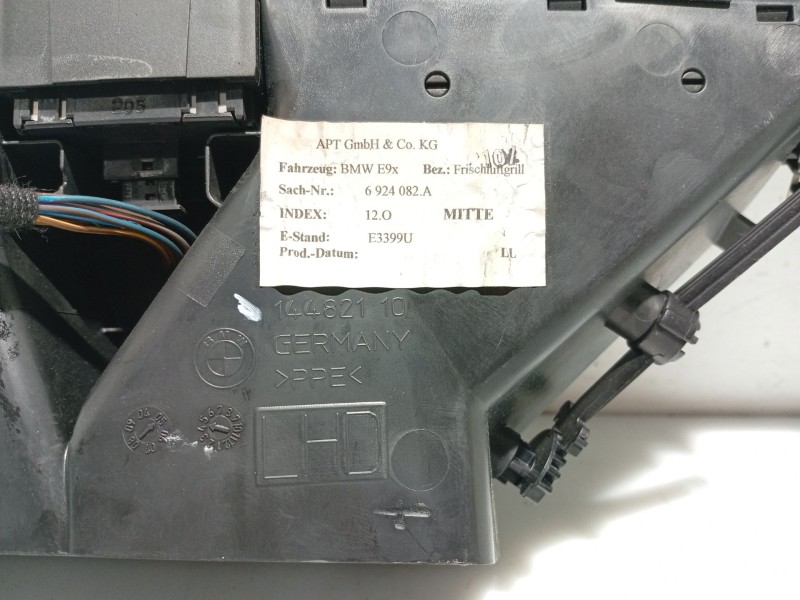 APT GmbH & Co. KG
Fahrzeug: BMW E9x Bez.: Frischluftgrill
Sach-Nr.: 6 924 082.A
INDEX: 12.O MITTE
E-Stand: E3399U
Prod.-Datum: LL
144821 10
GERMANY
>PPE<
LHD